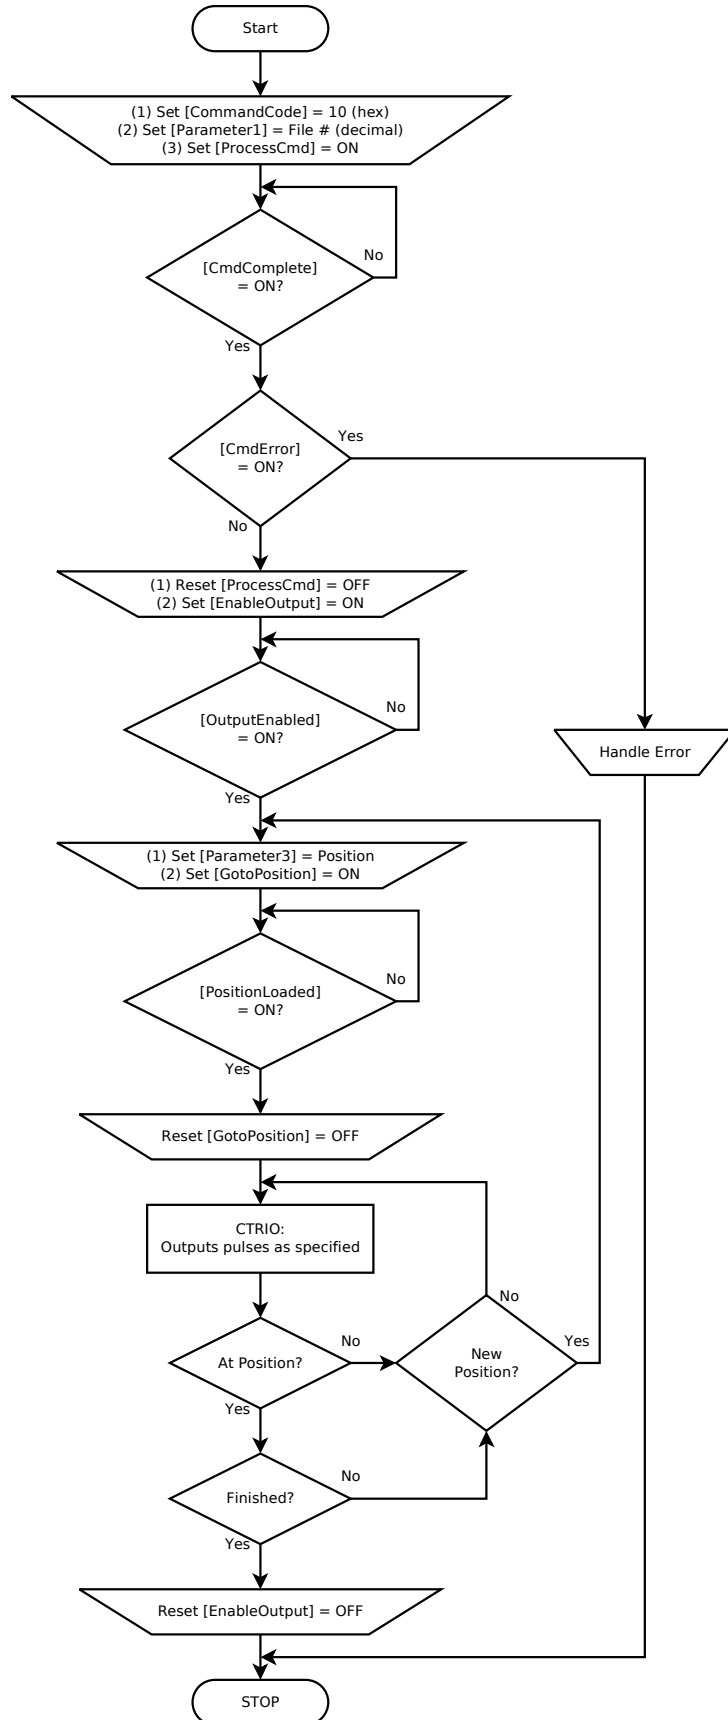 Start
(1) Set [CommandCode] = 10 (hex)
(2) Set [Parameter1] = File # (decimal)
(3) Set [ProcessCmd] = ON
[CmdComplete]
= ON?
No
Yes
[CmdError]
= ON?
Yes
No
(1) Reset [ProcessCmd] = OFF
(2) Set [EnableOutput] = ON
[OutputEnabled]
= ON?
No
Yes
Handle Error
(1) Set [Parameter3] = Position
(2) Set [GotoPosition] = ON
[PositionLoaded]
= ON?
No
Yes
Reset [GotoPosition] = OFF
CTRIO:
Outputs pulses as specified
At Position?
No
Yes
New
Position?
No
Yes
Finished?
No
Yes
Reset [EnableOutput] = OFF
STOP